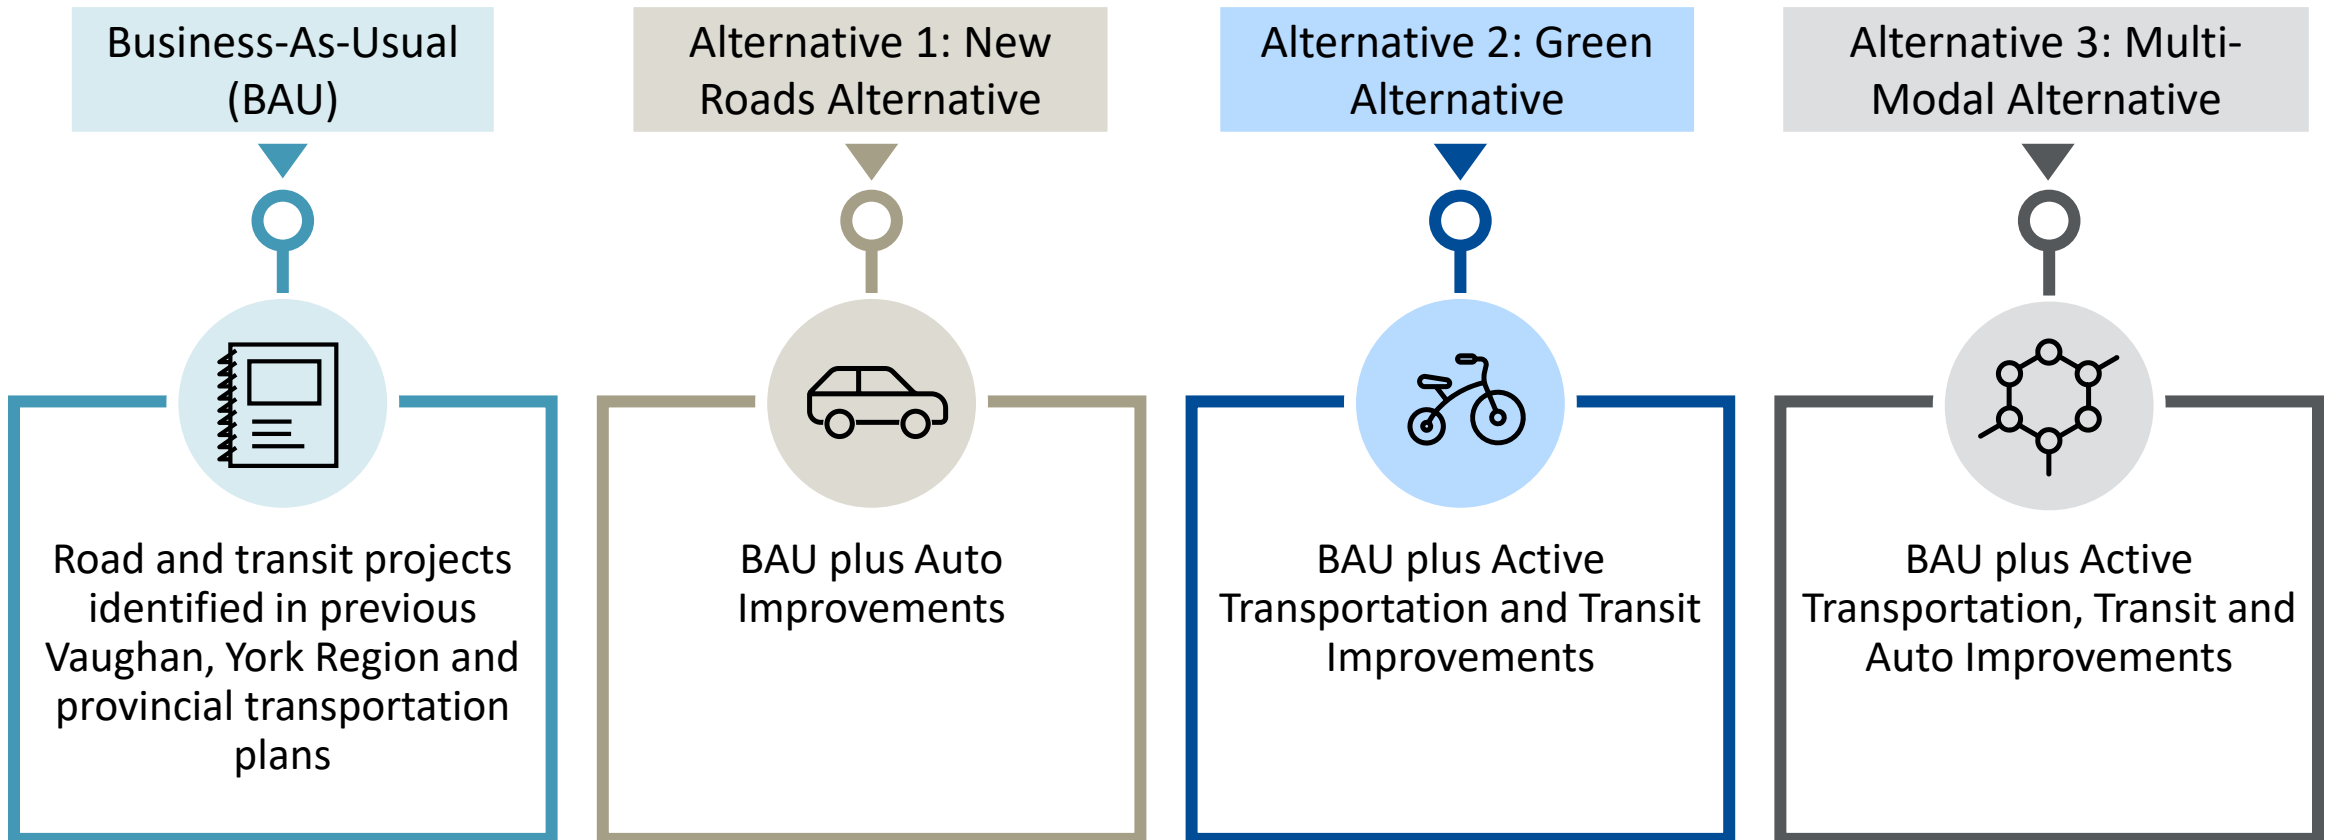 Business-As-Usual
(BAU)
Alternative 1: New
Roads Alternative
Alternative 2: Green
Alternative
Alternative 3: Multi-
Modal Alternative
Road and transit projects
identified in previous
Vaughan, York Region and
provincial transportation
plans
BAU plus Auto
Improvements
BAU plus Active
Transportation and Transit
Improvements
BAU plus Active
Transportation, Transit and
Auto Improvements